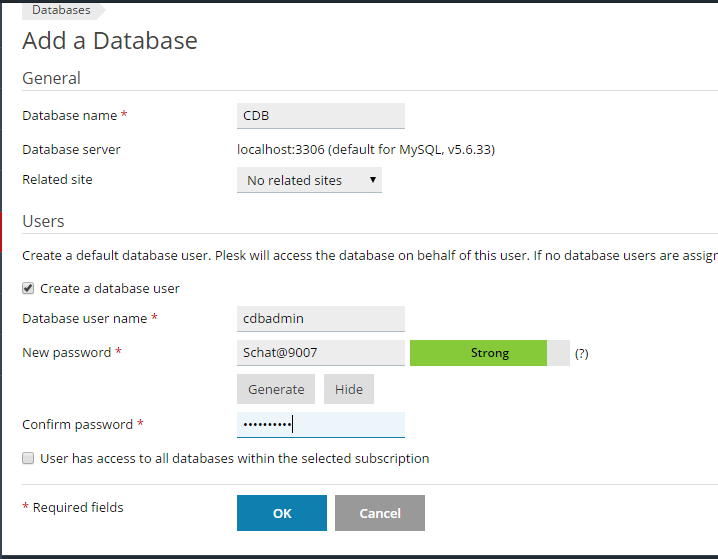 Databases
Add a Database
General
Database name *
CDB
Database server
localhost:3306 (default for MySQL, v5.6.33)
Related site
No related sites
Users
Create a default database user. Plesk will access the database on behalf of this user. If no database users are assigr
Create a database user
Database user name *
cdbadmin
New password *
Schat@9007
Strong
(?)
Generate
Hide
Confirm password *
••••••••••
User has access to all databases within the selected subscription
* Required fields
OK
Cancel